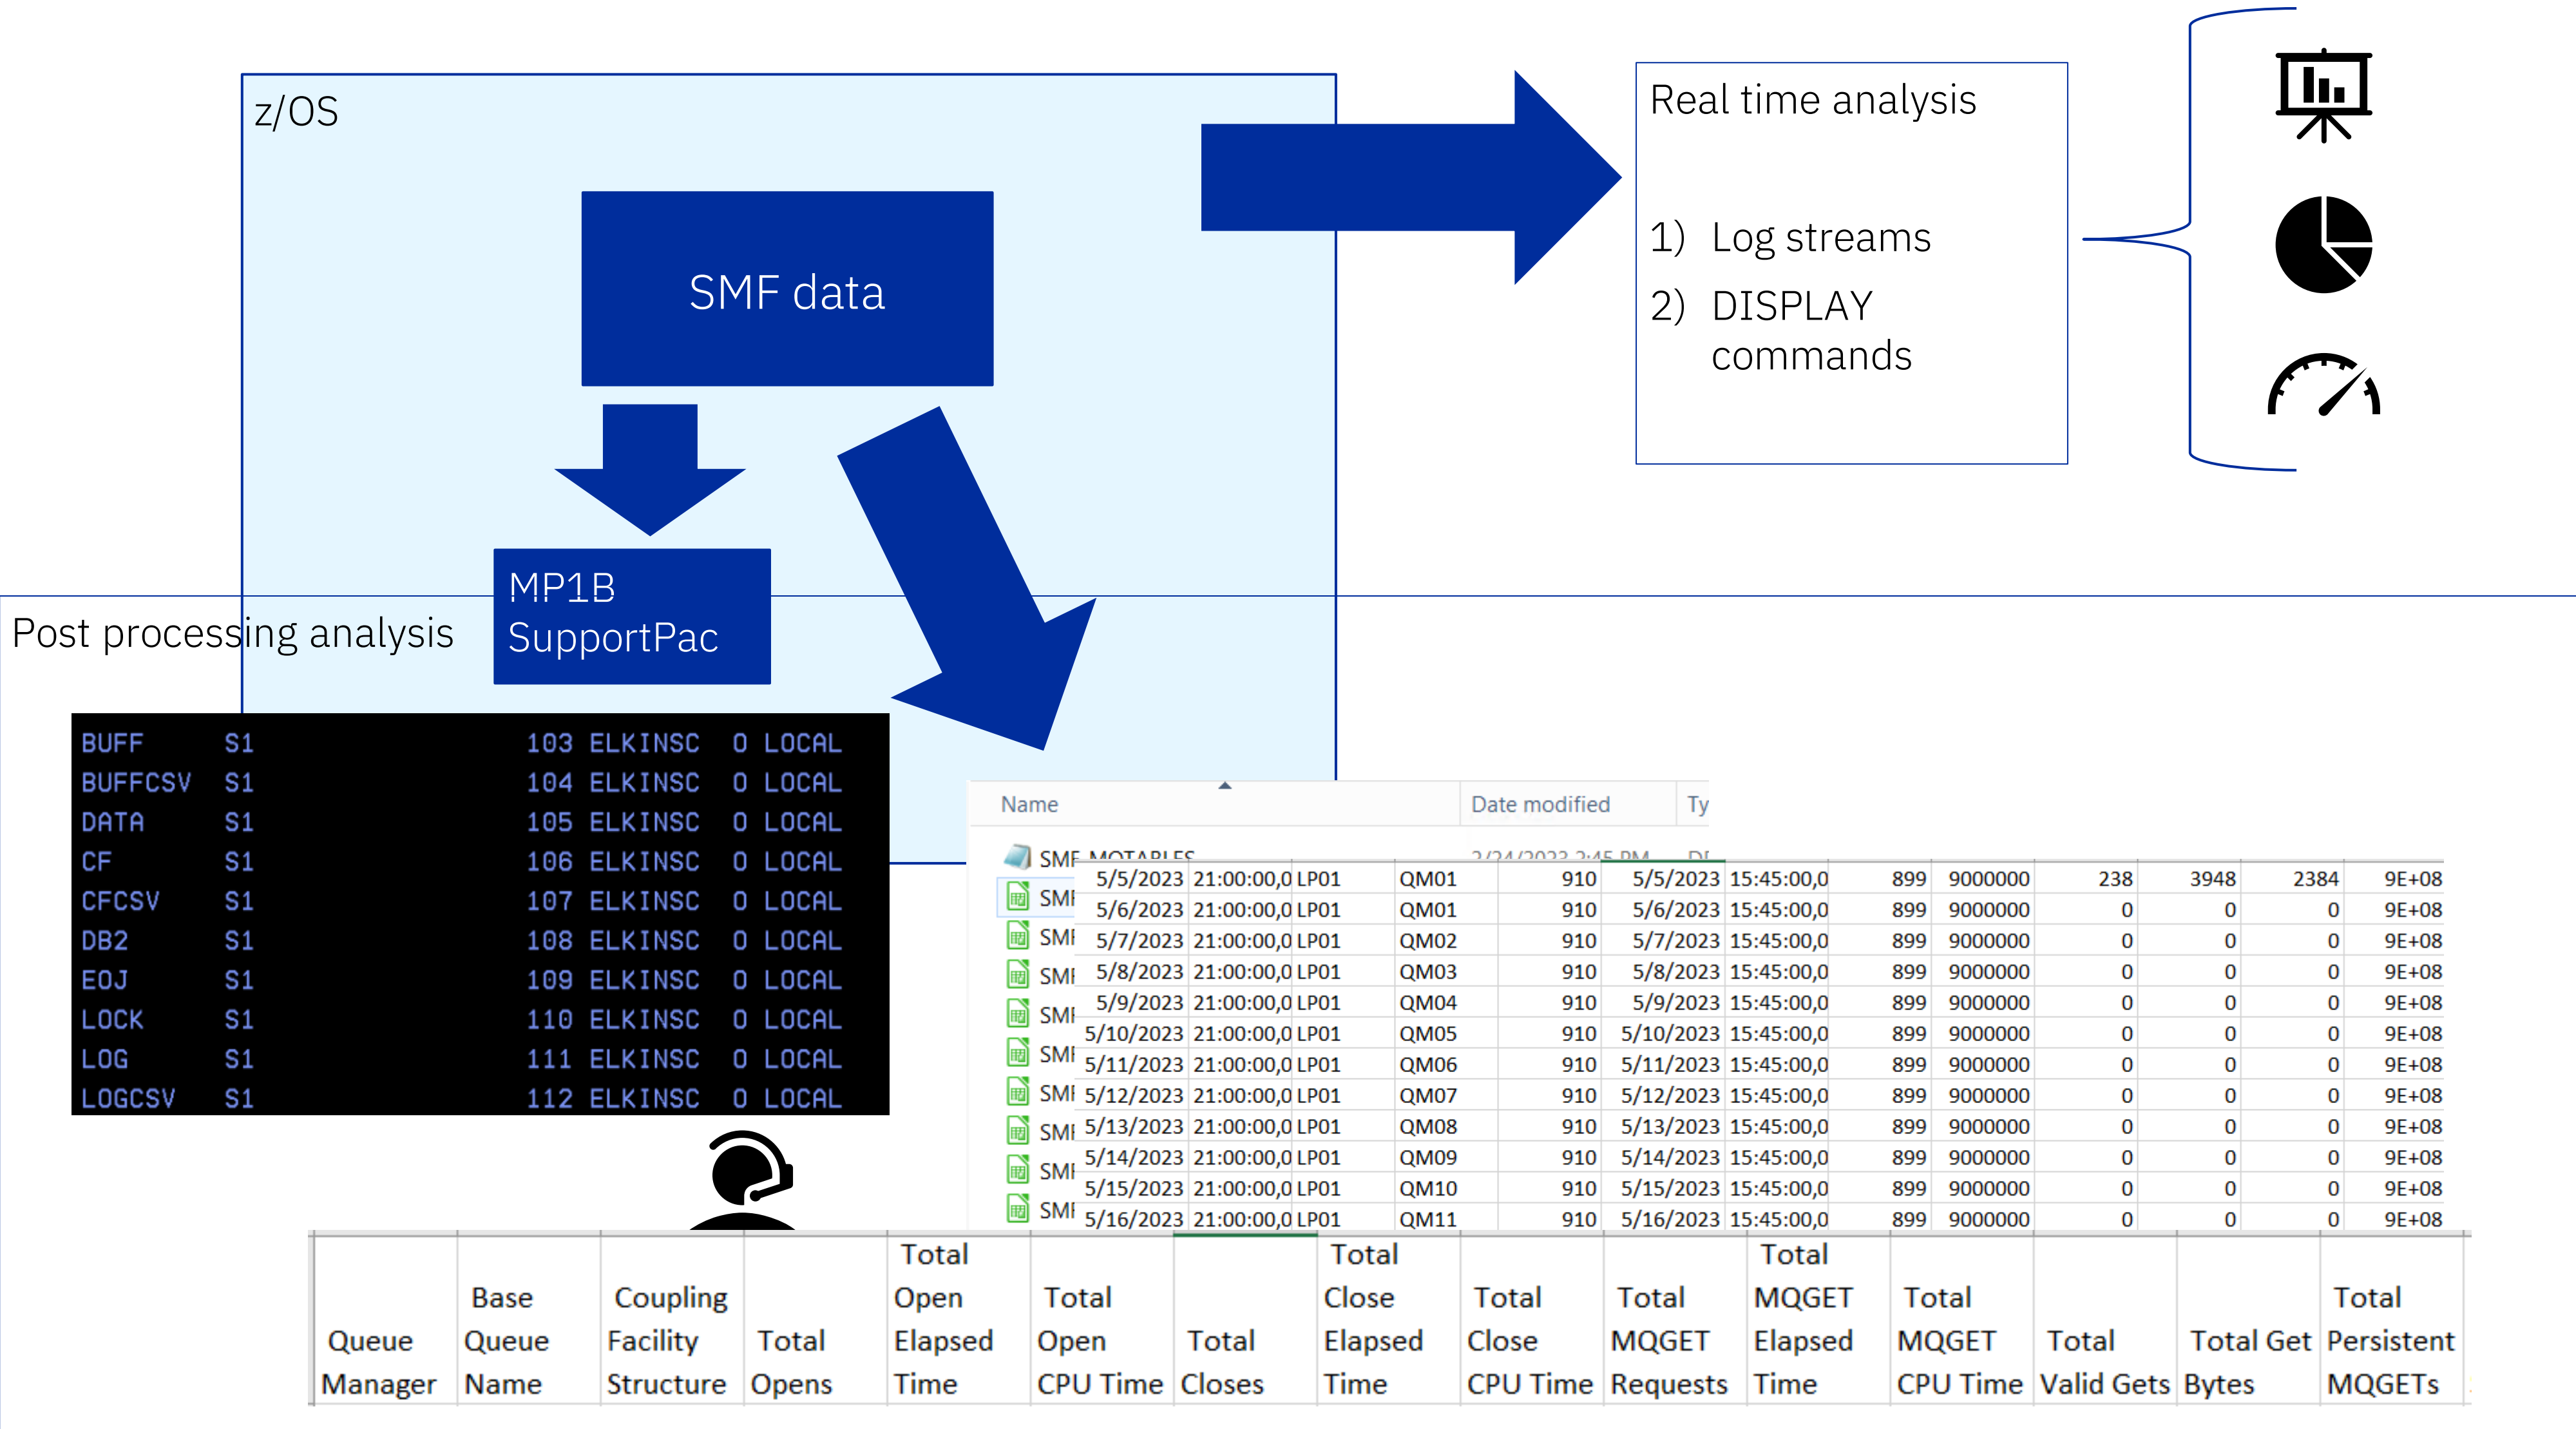 z/OS
SMF data
Real time analysis
1) Log streams
2) DISPLAY
commands
MP1B
SupportPac
Post processing analysis
BUFF S1 103 ELKINSC O LOCAL
BUFFCSV S1 104 ELKINSC O LOCAL
DATA S1 105 ELKINSC O LOCAL
CF S1 106 ELKINSC O LOCAL
CFCSV S1 107 ELKINSC O LOCAL
DB2 S1 108 ELKINSC O LOCAL
EOJ S1 109 ELKINSC O LOCAL
LOCK S1 110 ELKINSC O LOCAL
LOG S1 111 ELKINSC O LOCAL
LOGCSV S1 112 ELKINSC O LOCAL
Name Date modified Ty
SMF MQTABLES 2/24/2023 2:45 PM
SMF 5/5/2023 21:00:00,0 LP01 QM01 910 5/5/2023 15:45:00,0 899 9000000 238 3948 2384 9E+08
5/6/2023 21:00:00,0 LP01 QM01 910 5/6/2023 15:45:00,0 899 9000000 0 0 0 9E+08
SMF 5/7/2023 21:00:00,0 LP01 QM02 910 5/7/2023 15:45:00,0 899 9000000 0 0 0 9E+08
SMF 5/8/2023 21:00:00,0 LP01 QM03 910 5/8/2023 15:45:00,0 899 9000000 0 0 0 9E+08
SMF 5/9/2023 21:00:00,0 LP01 QM04 910 5/9/2023 15:45:00,0 899 9000000 0 0 0 9E+08
5/10/2023 21:00:00,0 LP01 QM05 910 5/10/2023 15:45:00,0 899 9000000 0 0 0 9E+08
SMF 5/11/2023 21:00:00,0 LP01 QM06 910 5/11/2023 15:45:00,0 899 9000000 0 0 0 9E+08
SMF 5/12/2023 21:00:00,0 LP01 QM07 910 5/12/2023 15:45:00,0 899 9000000 0 0 0 9E+08
SMF 5/13/2023 21:00:00,0 LP01 QM08 910 5/13/2023 15:45:00,0 899 9000000 0 0 0 9E+08
SMF 5/14/2023 21:00:00,0 LP01 QM09 910 5/14/2023 15:45:00,0 899 9000000 0 0 0 9E+08
5/15/2023 21:00:00,0 LP01 QM10 910 5/15/2023 15:45:00,0 899 9000000 0 0 0 9E+08
SMF 5/16/2023 21:00:00,0 LP01 QM11 910 5/16/2023 15:45:00,0 899 9000000 0 0 0 9E+08
Queue
Manager
Base
Queue
Name
Coupling
Facility
Structure
Total
Opens
Total
Open
Elapsed
Time
Total
Open
CPU Time
Total
Closes
Total
Close
Elapsed
Time
Total
Close
CPU Time
Total
MQGET
Requests
Total
MQGET
Elapsed
Time
Total
MQGET
CPU Time
Total
Valid Gets
Total Get
Bytes
Total
Persistent
MQGETs